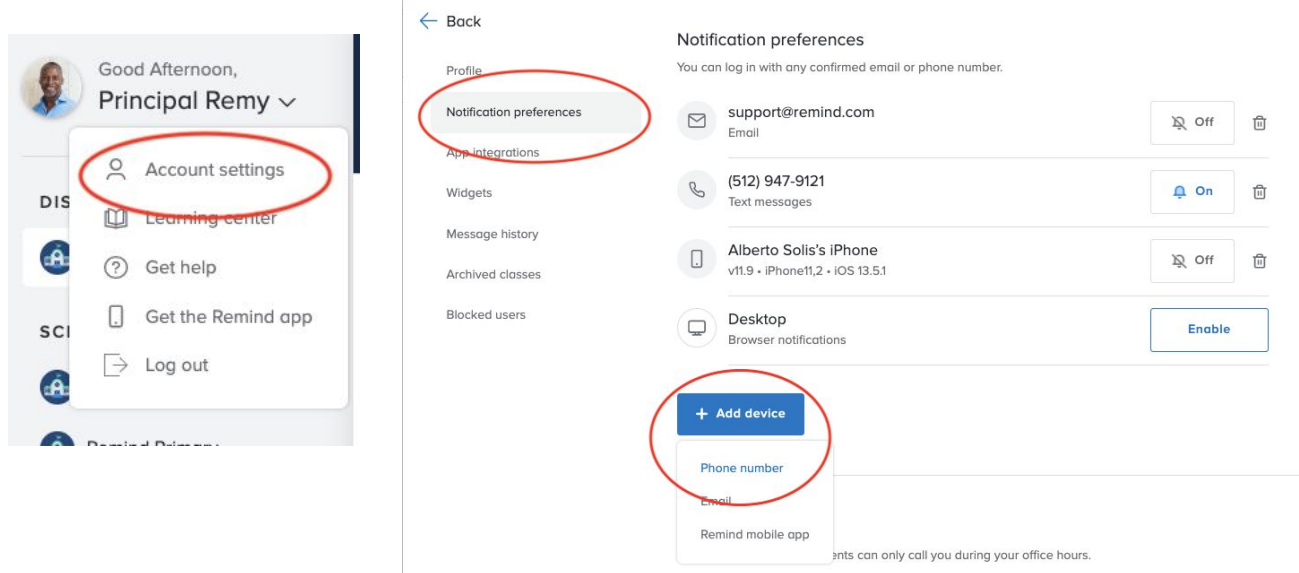 Good Afternoon,
Principal Remy
Account settings
DIS
Learning center
Get help
Get the Remind app
SCI
Log out
Remind Primary
Back
Profile
Notification preferences
App integrations
Widgets
Message history
Archived classes
Blocked users
Notification preferences
You can log in with any confirmed email or phone number.
support@remind.com
Email
Off
(512) 947-9121
Text messages
On
Alberto Solis's iPhone
v11.9 • iPhone11,2 • iOS 13.5.1
Off
Desktop
Browser notifications
Enable
+ Add device
Phone number
Email
Remind mobile app
ents can only call you during your office hours.